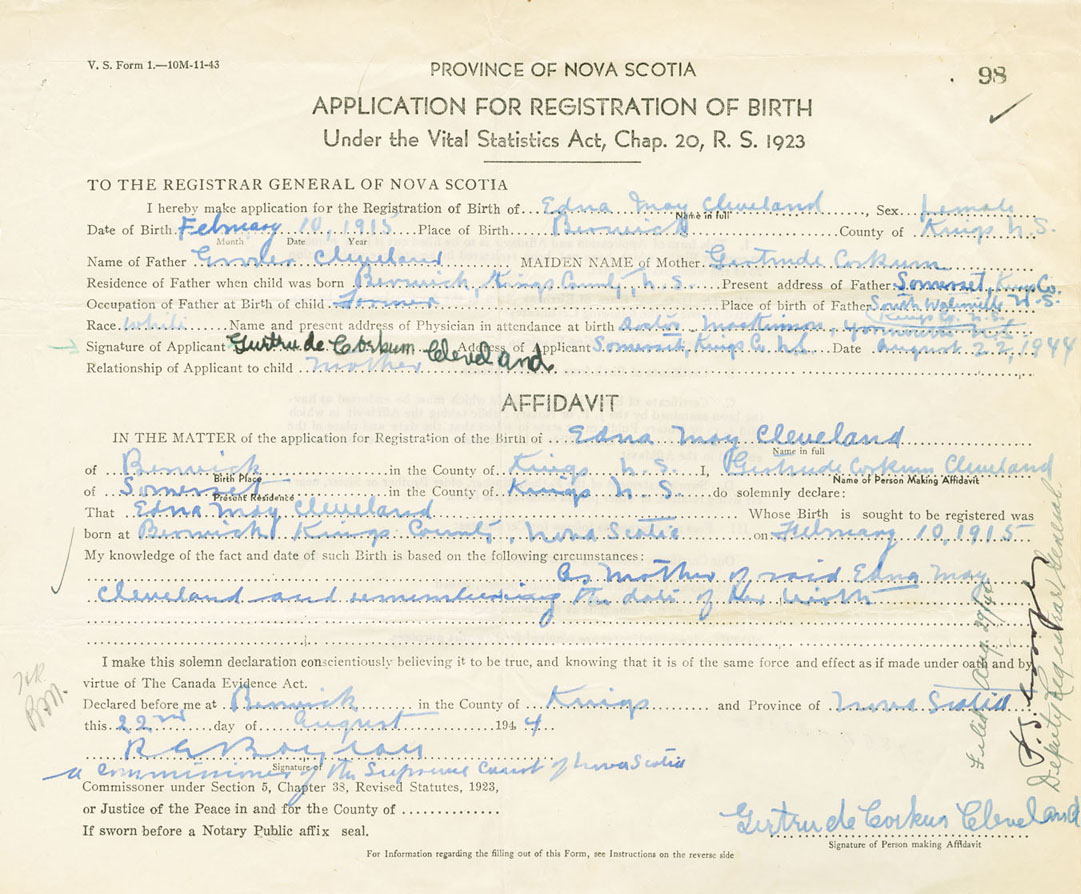 V. S. Form 1.—10M-11-43
PROVINCE OF NOVA SCOTIA
98
APPLICATION FOR REGISTRATION OF BIRTH
Under the Vital Statistics Act, Chap. 20, R. S. 1923
TO THE REGISTRAR GENERAL OF NOVA SCOTIA
I hereby make application for the Registration of Birth of Edna May Cleveland, Sex Female
Name in full
Date of Birth February 10, 1915 Place of Birth Berwick County of Kings N.S.
Month Date Year
Name of Father Cleveland MAIDEN NAME of Mother Gertrude Corkum
Residence of Father when child was born Berwick, Kings County, N.S. Present address of Father Somerset, Kings Co. N.S.
Occupation of Father at Birth of child Farmer Place of birth of Father South Kings Co. N.S.
Race White Name and present address of Physician in attendance at birth Doctor
Signature of Applicant Gertrude Corkum Cleveland Address of Applicant Somerset, Kings Co N.S. Date August 22, 1944
Relationship of Applicant to child Mother
AFFIDAVIT
IN THE MATTER of the application for Registration of the Birth of Edna May Cleveland
Name in full
of Berwick in the County of Kings N.S. I, Gertrude Corkum Cleveland
Birth Place
Name of Person Making Affidavit
of Somerset in the County of Kings N.S. do solemnly declare:
Present Residence
That Edna May Cleveland Whose Birth is sought to be registered was
born at Berwick, Kings County, Nova Scotia on February 10, 1915
My knowledge of the fact and date of such Birth is based on the following circumstances:
As Mother of said Edna May
Cleveland and remembering the date of her birth
I make this solemn declaration conscientiously believing it to be true, and knowing that it is of the same force and effect as if made under oath and by
virtue of The Canada Evidence Act.
Declared before me at Berwick in the County of Kings and Province of Nova Scotia
this 22nd day of August 1944
Signature of
a Commissioner of the Supreme Court of Nova Scotia
Commissoner under Section 5, Chapter 38, Revised Statutes, 1923,
or Justice of the Peace in and for the County of
If sworn before a Notary Public affix seal.
Gertrude Corkum Cleveland
Signature of Person making Affidavit
For Information regarding the filling out of this Form, see Instructions on the reverse side
Filed Aug. 29/44
Deputy Registrar General